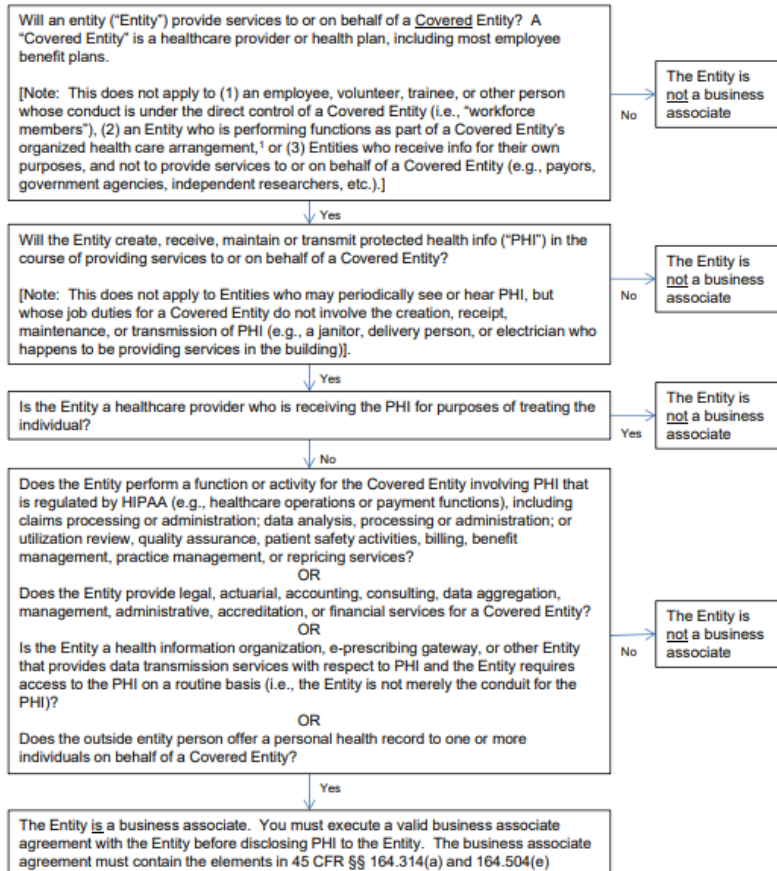 Will an entity (“Entity”) provide services to or on behalf of a Covered Entity?  A
“Covered Entity” is a healthcare provider or health plan, including most employee
benefit plans.
[Note:  This does not apply to (1) an employee, volunteer, trainee, or other person
whose conduct is under the direct control of a Covered Entity (i.e., “workforce
members”), (2) an Entity who is performing functions as part of a Covered Entity’s
organized health care arrangement,¹ or (3) Entities who receive info for their own
purposes, and not to provide services to or on behalf of a Covered Entity (e.g., payors,
government agencies, independent researchers, etc.).]
No
The Entity is
not a business
associate
Yes
Will the Entity create, receive, maintain or transmit protected health info (“PHI”) in the
course of providing services to or on behalf of a Covered Entity?
[Note:  This does not apply to Entities who may periodically see or hear PHI, but
whose job duties for a Covered Entity do not involve the creation, receipt,
maintenance, or transmission of PHI (e.g., a janitor, delivery person, or electrician who
happens to be providing services in the building)].
No
The Entity is
not a business
associate
Yes
Is the Entity a healthcare provider who is receiving the PHI for purposes of treating the
individual?
Yes
The Entity is
not a business
associate
No
Does the Entity perform a function or activity for the Covered Entity involving PHI that
is regulated by HIPAA (e.g., healthcare operations or payment functions), including
claims processing or administration; data analysis, processing or administration; or
utilization review, quality assurance, patient safety activities, billing, benefit
management, practice management, or repricing services?
OR
Does the Entity provide legal, actuarial, accounting, consulting, data aggregation,
management, administrative, accreditation, or financial services for a Covered Entity?
OR
Is the Entity a health information organization, e-prescribing gateway, or other Entity
that provides data transmission services with respect to PHI and the Entity requires
access to the PHI on a routine basis (i.e., the Entity is not merely the conduit for the
PHI)?
OR
Does the outside entity person offer a personal health record to one or more
individuals on behalf of a Covered Entity?
No
The Entity is
not a business
associate
Yes
The Entity is a business associate.  You must execute a valid business associate
agreement with the Entity before disclosing PHI to the Entity.  The business associate
agreement must contain the elements in 45 CFR §§ 164.314(a) and 164.504(e)